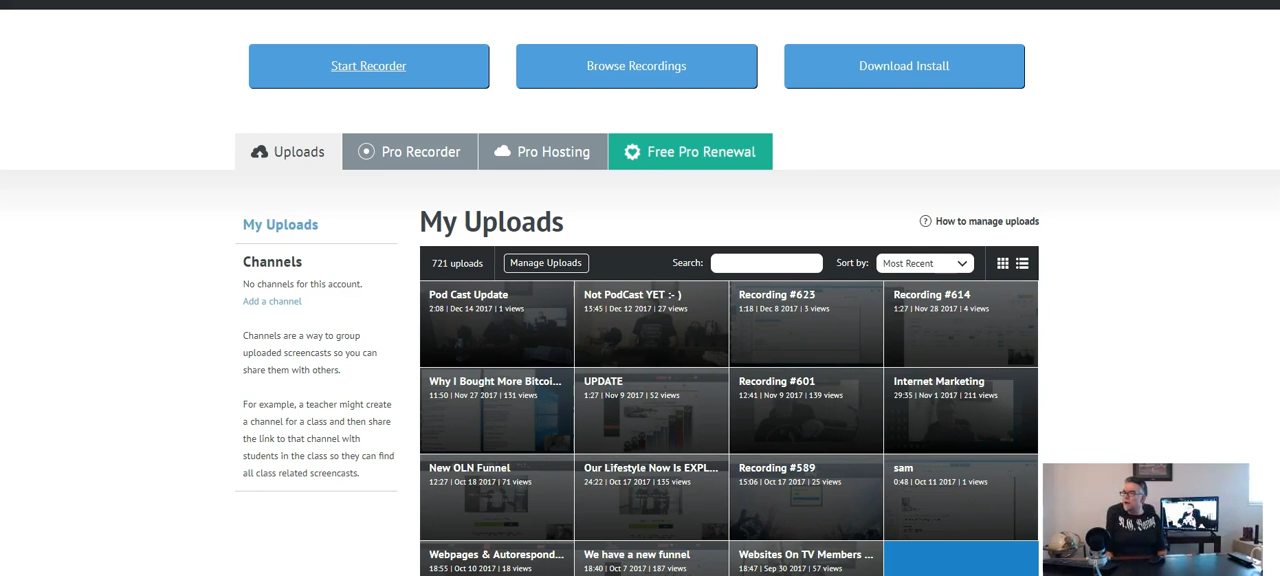 Start Recorder
Browse Recordings
Download Install
Uploads
Pro Recorder
Pro Hosting
Free Pro Renewal
My Uploads
Channels
No channels for this account.
Add a channel
Channels are a way to group
uploaded screencasts so you can
share them with others.
For example, a teacher might create
a channel for a class and then share
the link to that channel with
students in the class so they can find
all class related screencasts.
My Uploads
? How to manage uploads
721 uploads
Manage Uploads
Search:
Sort by:
Most Recent
Pod Cast Update
2:08 | Dec 14 2017 | 1 views
Not PodCast YET :- )
13:45 | Dec 12 2017 | 27 views
Recording #623
1:18 | Dec 8 2017 | 3 views
Recording #614
1:27 | Nov 28 2017 | 4 views
Why I Bought More Bitcoi...
11:50 | Nov 27 2017 | 131 views
UPDATE
1:27 | Nov 9 2017 | 52 views
Recording #601
12:41 | Nov 9 2017 | 139 views
Internet Marketing
29:35 | Nov 1 2017 | 211 views
New OLN Funnel
12:27 | Oct 18 2017 | 71 views
Our Lifestyle Now Is EXPL...
24:22 | Oct 17 2017 | 135 views
Recording #589
15:06 | Oct 17 2017 | 25 views
sam
0:48 | Oct 11 2017 | 1 views
Webpages & Autorespond...
18:55 | Oct 10 2017 | 18 views
We have a new funnel
18:40 | Oct 7 2017 | 187 views
Websites On TV Members ...
18:47 | Sep 30 2017 | 57 views